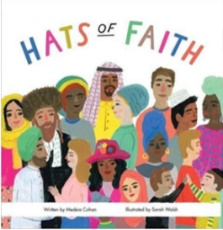 HATS OF FAITH
Written by Medeia Cohan Illustrated by Sarah Walsh